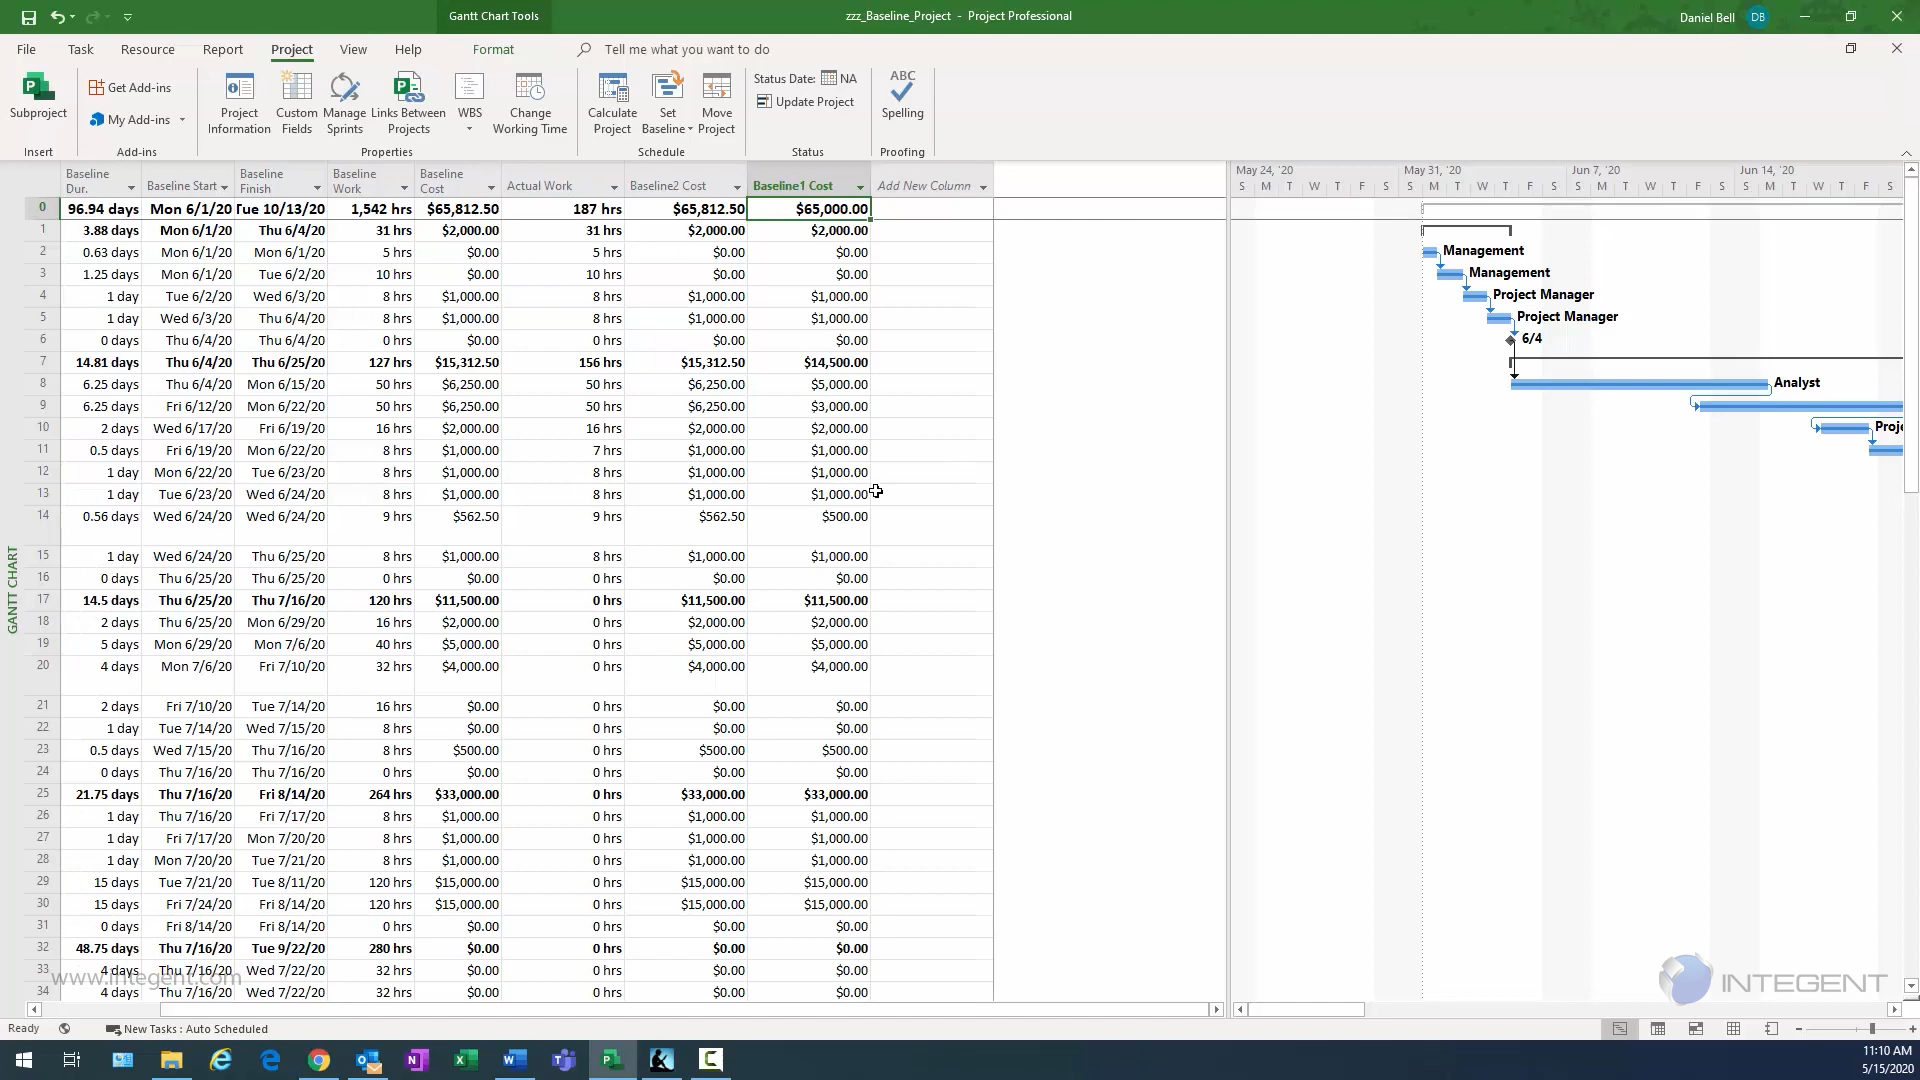 Gantt Chart Tools
zzz_Baseline_Project - Project Professional
Daniel Bell DB
File Task Resource Report Project View Help Format Tell me what you want to do
Subproject
Insert
Get Add-ins
My Add-ins
Add-ins
Project Information
Custom Fields
Manage Sprints
Links Between Projects
WBS
Change Working Time
Properties
Calculate Project
Set Baseline
Move Project
Schedule
Status Date: NA
Update Project
Status
ABC
Spelling
Proofing
Baseline Dur. Baseline Start Baseline Finish Baseline Work Baseline Cost Actual Work Baseline2 Cost Baseline1 Cost Add New Column
0 96.94 days Mon 6/1/20 Tue 10/13/20 1,542 hrs $65,812.50 187 hrs $65,812.50 $65,000.00
1 3.88 days Mon 6/1/20 Thu 6/4/20 31 hrs $2,000.00 31 hrs $2,000.00 $2,000.00
2 0.63 days Mon 6/1/20 Mon 6/1/20 5 hrs $0.00 5 hrs $0.00 $0.00
3 1.25 days Mon 6/1/20 Tue 6/2/20 10 hrs $0.00 10 hrs $0.00 $0.00
4 1 day Tue 6/2/20 Wed 6/3/20 8 hrs $1,000.00 8 hrs $1,000.00 $1,000.00
5 1 day Wed 6/3/20 Thu 6/4/20 8 hrs $1,000.00 8 hrs $1,000.00 $1,000.00
6 0 days Thu 6/4/20 Thu 6/4/20 0 hrs $0.00 0 hrs $0.00 $0.00
7 14.81 days Thu 6/4/20 Thu 6/25/20 127 hrs $15,312.50 156 hrs $15,312.50 $14,500.00
8 6.25 days Thu 6/4/20 Mon 6/15/20 50 hrs $6,250.00 50 hrs $6,250.00 $5,000.00
9 6.25 days Fri 6/12/20 Mon 6/22/20 50 hrs $6,250.00 50 hrs $6,250.00 $3,000.00
10 2 days Wed 6/17/20 Fri 6/19/20 16 hrs $2,000.00 16 hrs $2,000.00 $2,000.00
11 0.5 days Fri 6/19/20 Mon 6/22/20 8 hrs $1,000.00 7 hrs $1,000.00 $1,000.00
12 1 day Mon 6/22/20 Tue 6/23/20 8 hrs $1,000.00 8 hrs $1,000.00 $1,000.00
13 1 day Tue 6/23/20 Wed 6/24/20 8 hrs $1,000.00 8 hrs $1,000.00 $1,000.00
14 0.56 days Wed 6/24/20 Wed 6/24/20 9 hrs $562.50 9 hrs $562.50 $500.00
15 1 day Wed 6/24/20 Thu 6/25/20 8 hrs $1,000.00 8 hrs $1,000.00 $1,000.00
16 0 days Thu 6/25/20 Thu 6/25/20 0 hrs $0.00 0 hrs $0.00 $0.00
17 14.5 days Thu 6/25/20 Thu 7/16/20 120 hrs $11,500.00 0 hrs $11,500.00 $11,500.00
18 2 days Thu 6/25/20 Mon 6/29/20 16 hrs $2,000.00 0 hrs $2,000.00 $2,000.00
19 5 days Mon 6/29/20 Mon 7/6/20 40 hrs $5,000.00 0 hrs $5,000.00 $5,000.00
20 4 days Mon 7/6/20 Fri 7/10/20 32 hrs $4,000.00 0 hrs $4,000.00 $4,000.00
21 2 days Fri 7/10/20 Tue 7/14/20 16 hrs $0.00 0 hrs $0.00 $0.00
22 1 day Tue 7/14/20 Wed 7/15/20 8 hrs $0.00 0 hrs $0.00 $0.00
23 0.5 days Wed 7/15/20 Thu 7/16/20 8 hrs $500.00 0 hrs $500.00 $500.00
24 0 days Thu 7/16/20 Thu 7/16/20 0 hrs $0.00 0 hrs $0.00 $0.00
25 21.75 days Thu 7/16/20 Fri 8/14/20 264 hrs $33,000.00 0 hrs $33,000.00 $33,000.00
26 1 day Thu 7/16/20 Fri 7/17/20 8 hrs $1,000.00 0 hrs $1,000.00 $1,000.00
27 1 day Fri 7/17/20 Mon 7/20/20 8 hrs $1,000.00 0 hrs $1,000.00 $1,000.00
28 1 day Mon 7/20/20 Tue 7/21/20 8 hrs $1,000.00 0 hrs $1,000.00 $1,000.00
29 15 days Tue 7/21/20 Tue 8/11/20 120 hrs $15,000.00 0 hrs $15,000.00 $15,000.00
30 15 days Fri 7/24/20 Fri 8/14/20 120 hrs $15,000.00 0 hrs $15,000.00 $15,000.00
31 0 days Fri 8/14/20 Fri 8/14/20 0 hrs $0.00 0 hrs $0.00 $0.00
32 48.75 days Thu 7/16/20 Tue 9/22/20 280 hrs $0.00 0 hrs $0.00 $0.00
33 4 days Thu 7/16/20 Wed 7/22/20 32 hrs $0.00 0 hrs $0.00 $0.00
34 4 days Thu 7/16/20 Wed 7/22/20 32 hrs $0.00 0 hrs $0.00 $0.00
GANTT CHART
May 24, '20 May 31, '20 Jun 7, '20 Jun 14, '20
S M T W T F S S M T W T F S S M T W T F S S M T W T F S
Management
Management
Project Manager
Project Manager
6/4
Analyst
Proje
www.integent.com
INTEGENT
Ready New Tasks : Auto Scheduled
11:10 AM
5/15/2020